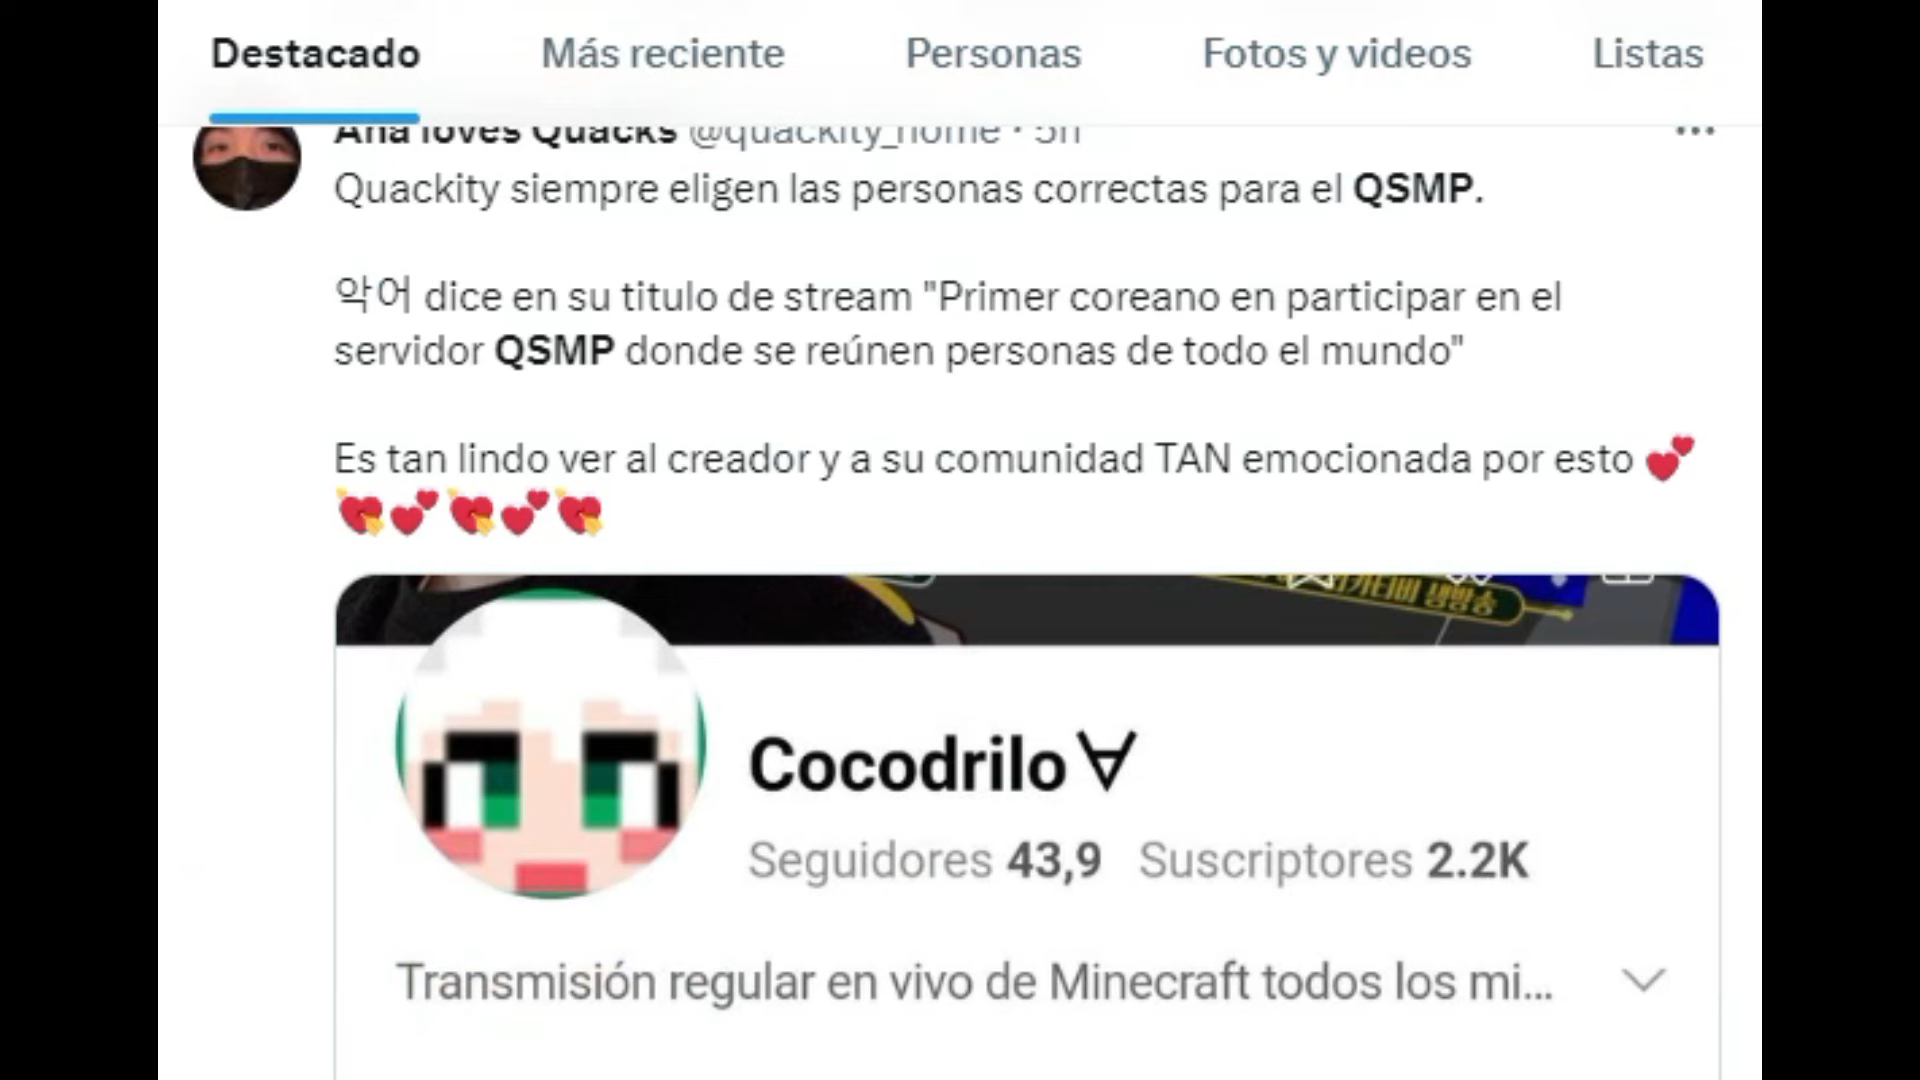 Destacado Más reciente Personas Fotos y videos Listas
Ana loves Quacks @quackity_home · 5h
Quackity siempre eligen las personas correctas para el QSMP.
악어 dice en su titulo de stream "Primer coreano en participar en el
servidor QSMP donde se reúnen personas de todo el mundo"
Es tan lindo ver al creador y a su comunidad TAN emocionada por esto 💕
💘💕💘💕💘
Cocodrilo∀
Seguidores 43,9 Suscriptores 2.2K
Transmisión regular en vivo de Minecraft todos los mi...